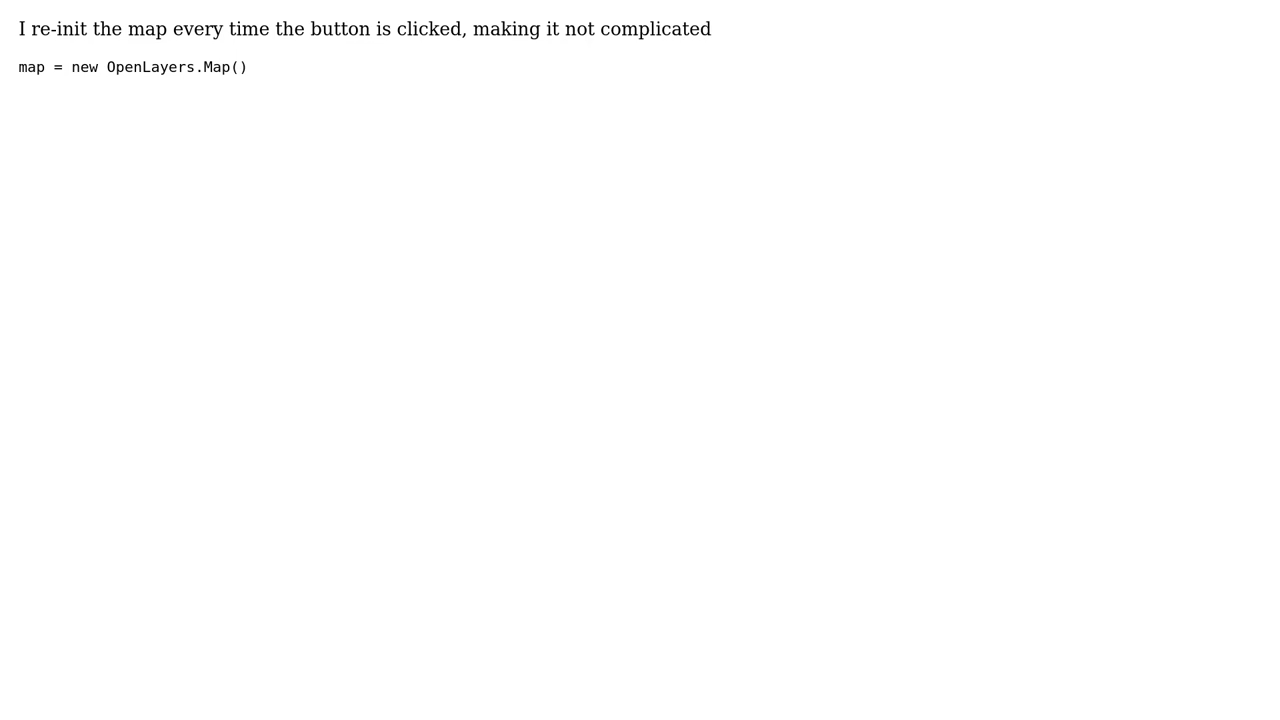 I re-init the map every time the button is clicked, making it not complicated
map = new OpenLayers.Map()